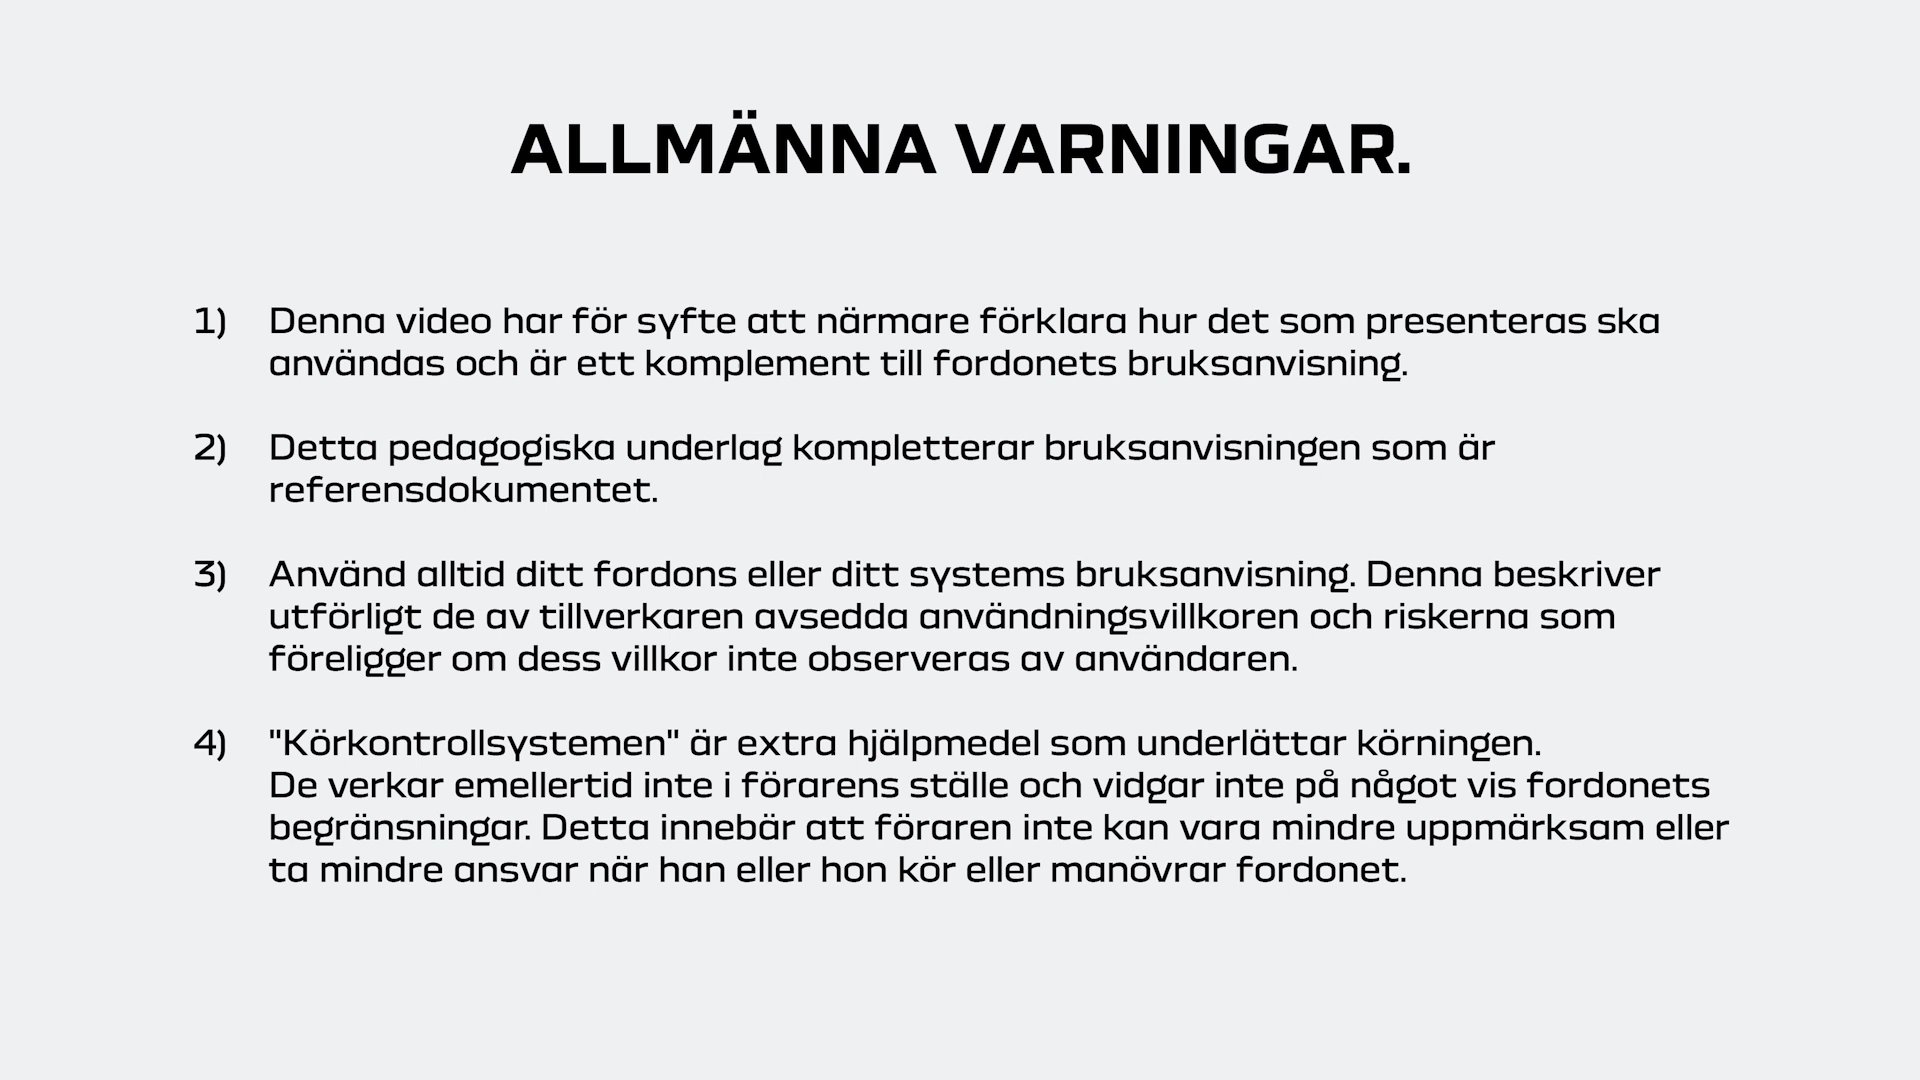 ALLMÄNNA VARNINGAR.
1) Denna video har för syfte att närmare förklara hur det som presenteras ska
användas och är ett komplement till fordonets bruksanvisning.
2) Detta pedagogiska underlag kompletterar bruksanvisningen som är
referensdokumentet.
3) Använd alltid ditt fordons eller ditt systems bruksanvisning. Denna beskriver
utförligt de av tillverkaren avsedda användningsvillkoren och riskerna som
föreligger om dess villkor inte observeras av användaren.
4) "Körkontrollsystemen" är extra hjälpmedel som underlättar körningen.
De verkar emellertid inte i förarens ställe och vidgar inte på något vis fordonets
begränsningar. Detta innebär att föraren inte kan vara mindre uppmärksam eller
ta mindre ansvar när han eller hon kör eller manövrar fordonet.